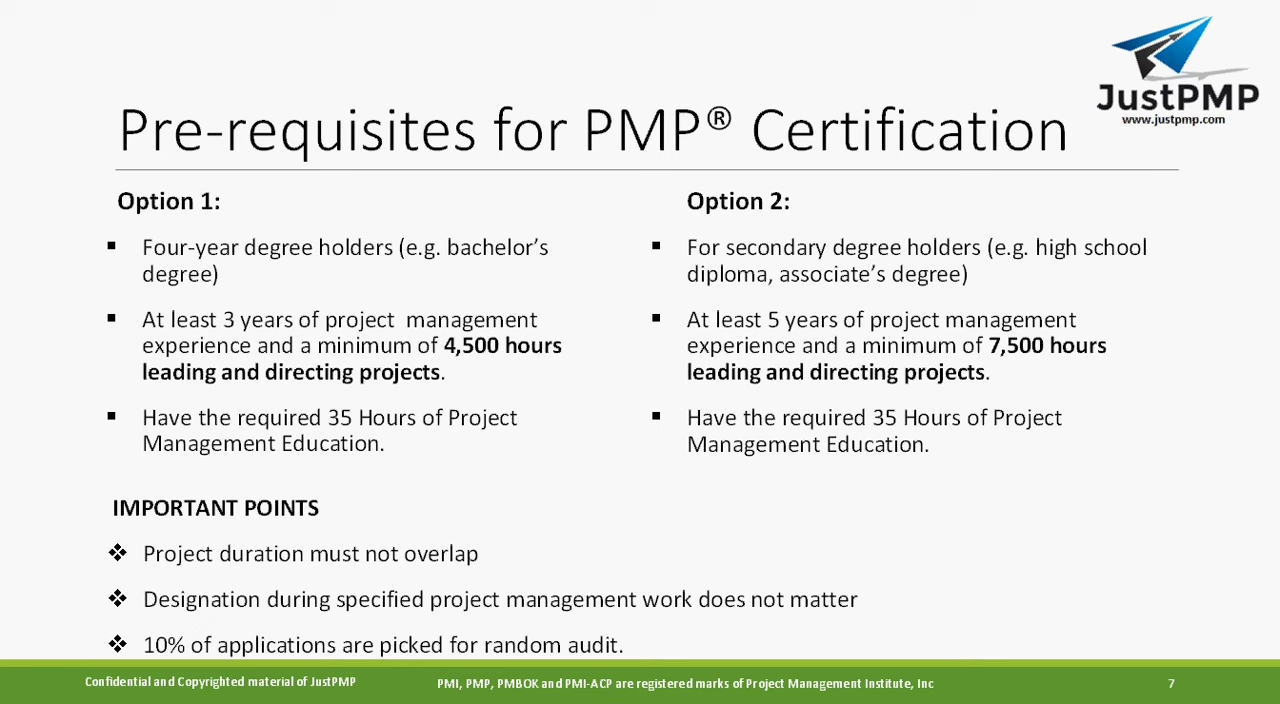 JustPMP
www.justpmp.com
Pre-requisites for PMP® Certification
Option 1:
▪ Four-year degree holders (e.g. bachelor's
degree)
▪ At least 3 years of project  management
experience and a minimum of 4,500 hours
leading and directing projects.
▪ Have the required 35 Hours of Project
Management Education.
Option 2:
▪ For secondary degree holders (e.g. high school
diploma, associate's degree)
▪ At least 5 years of project management
experience and a minimum of 7,500 hours
leading and directing projects.
▪ Have the required 35 Hours of Project
Management Education.
IMPORTANT POINTS
❖ Project duration must not overlap
❖ Designation during specified project management work does not matter
❖ 10% of applications are picked for random audit.
Confidential and Copyrighted material of JustPMP
PMI, PMP, PMBOK and PMI-ACP are registered marks of Project Management Institute, Inc
7